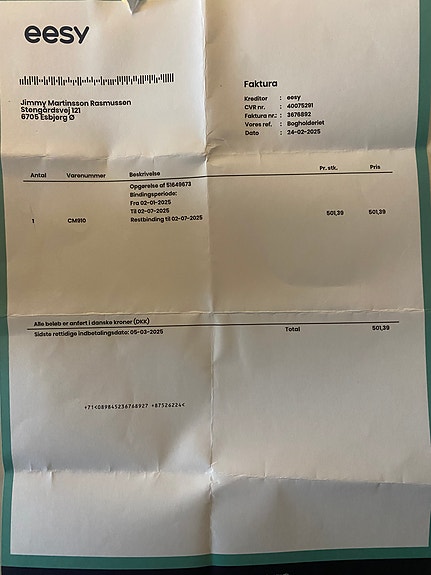 eesy
Jimmy Martinsson Rasmussen
Stengårdsvej 121
6705 Esbjerg Ø
Faktura
Kreditor : eesy
CVR nr. : 40075291
Faktura nr.: : 3676892
Vores ref. : Bogholderiet
Dato : 24-02-2025
Antal Varenummer Beskrivelse Pr. stk. Pris
Opgørelse af 51649673
Bindingsperiode:
Fra 02-01-2025
Til 02-07-2025
1 CM910 Restbinding til 02-07-2025 501,39 501,39
Alle beløb er anført i danske kroner (DKK)
Sidste rettidige indbetalingsdato: 05-03-2025 Total 501,39
+71<089845236768927 +87526224<